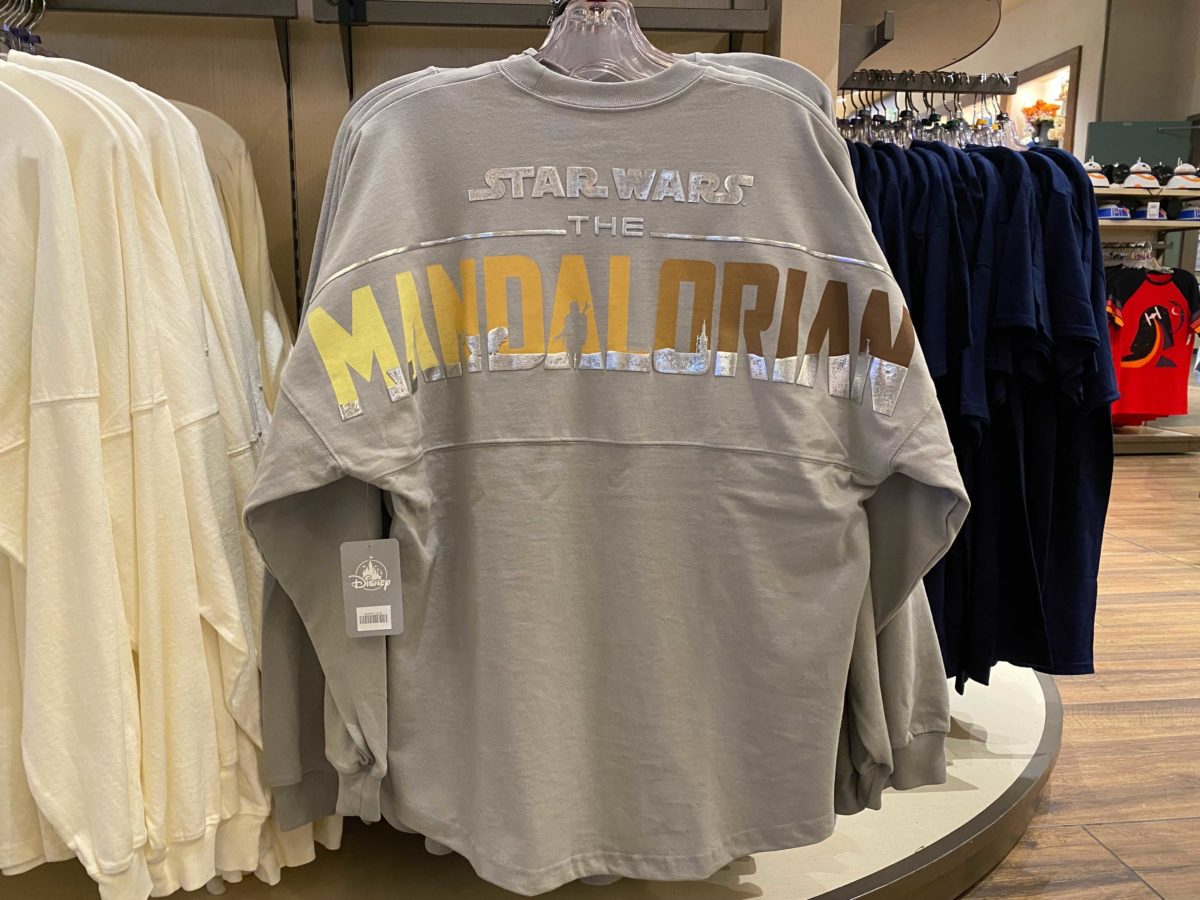 STAR WARS
THE
MANDALORIAN
Disney